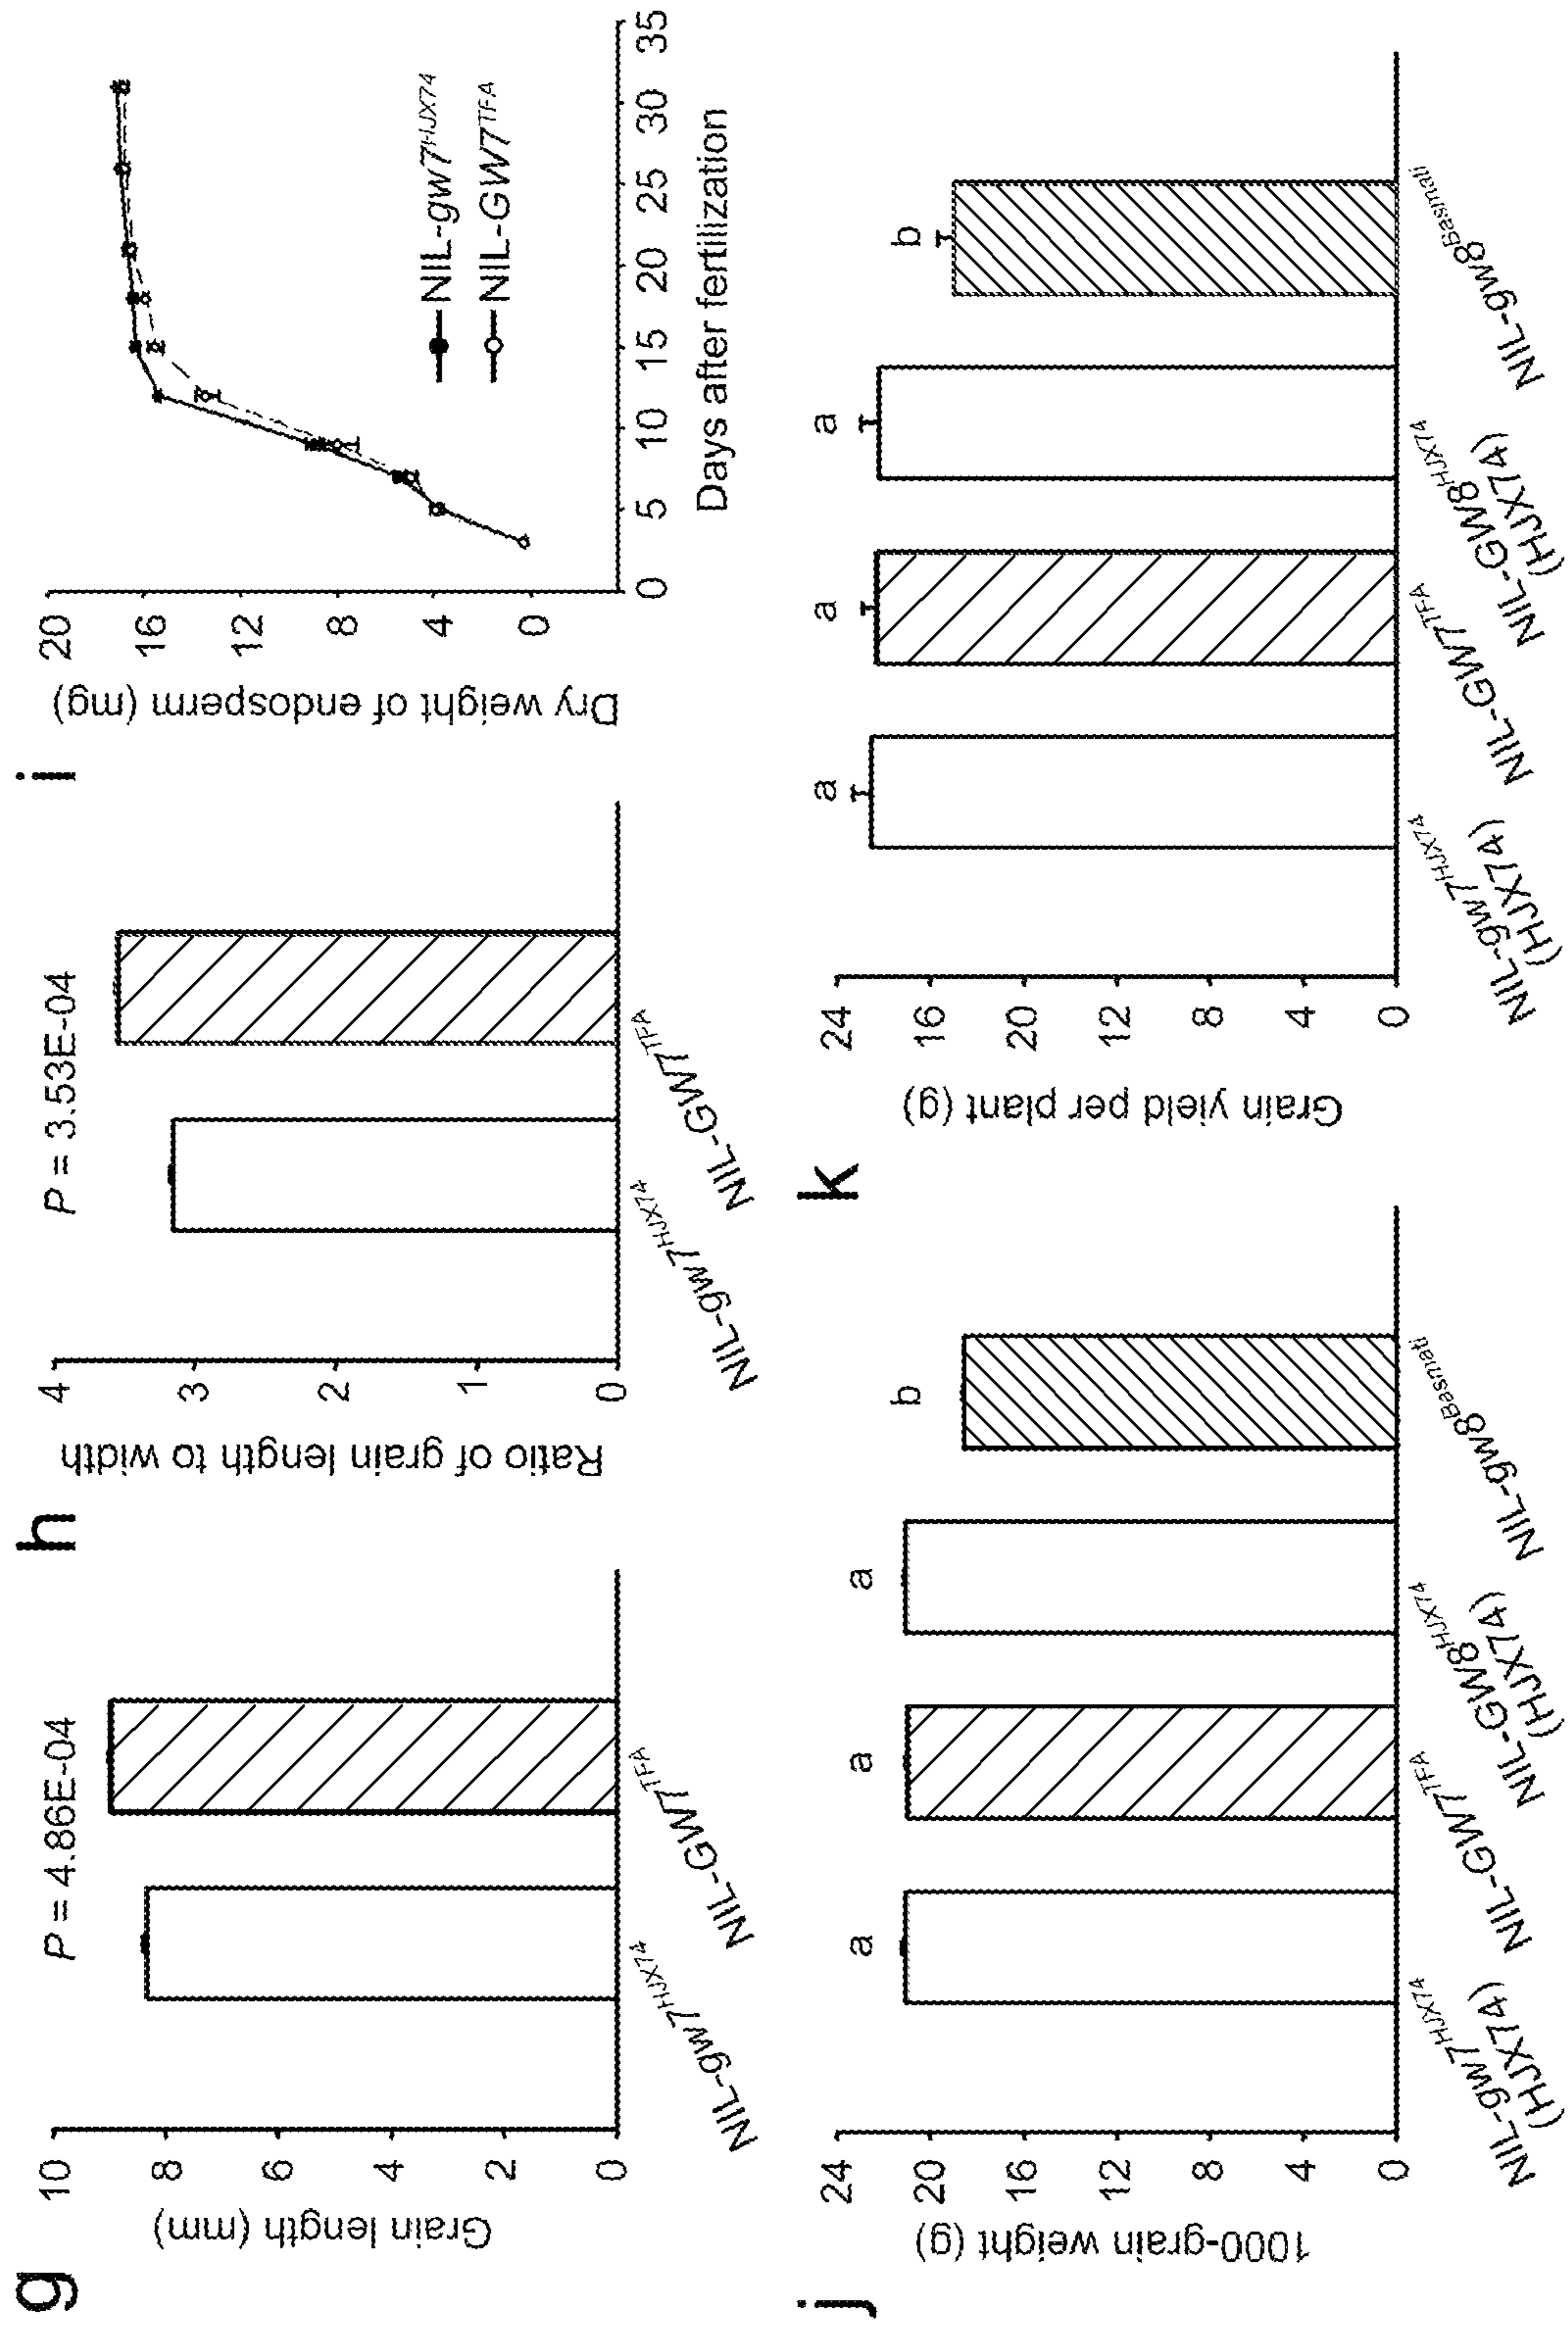 g
Grain length (mm)
10
8
6
4
2
0
P = 4.86E-04
NIL-gw7HJX74
NIL-GW7TFA
h
Ratio of grain length to width
4
3
2
1
0
P = 3.53E-04
NIL-gw7HJX74
NIL-GW7TFA
i
Dry weight of endosperm (mg)
20
16
12
8
4
0
NIL-gw7HJX74
NIL-GW7TFA
0 5 10 15 20 25 30 35
Days after fertilization
j
1000-grain weight (g)
24
20
16
12
8
4
0
a a a b
NIL-gw7HJX74
(HJX74)
NIL-GW7TFA
NIL-GW8HJX74
(HJX74)
NIL-gw8Basmati
k
Grain yield per plant (g)
24
16
20
12
8
4
0
a a a b
NIL-gw7HJX74
(HJX74)
NIL-GW7TFA
NIL-GW8HJX74
(HJX74)
NIL-gw8Basmati